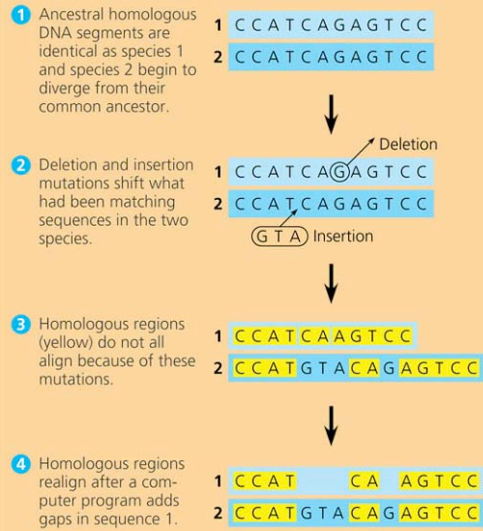 1 Ancestral homologous
DNA segments are
identical as species 1
and species 2 begin to
diverge from their
common ancestor.
1 C C A T C A G A G T C C
2 C C A T C A G A G T C C
Deletion
2 Deletion and insertion
mutations shift what
had been matching
sequences in the two
species.
1 C C A T C A G A G T C C
2 C C A T C A G A G T C C
G T A Insertion
3 Homologous regions
(yellow) do not all
align because of these
mutations.
1 C C A T C A A G T C C
2 C C A T G T A C A G A G T C C
4 Homologous regions
realign after a com-
puter program adds
gaps in sequence 1.
1 C C A T C A A G T C C
2 C C A T G T A C A G A G T C C